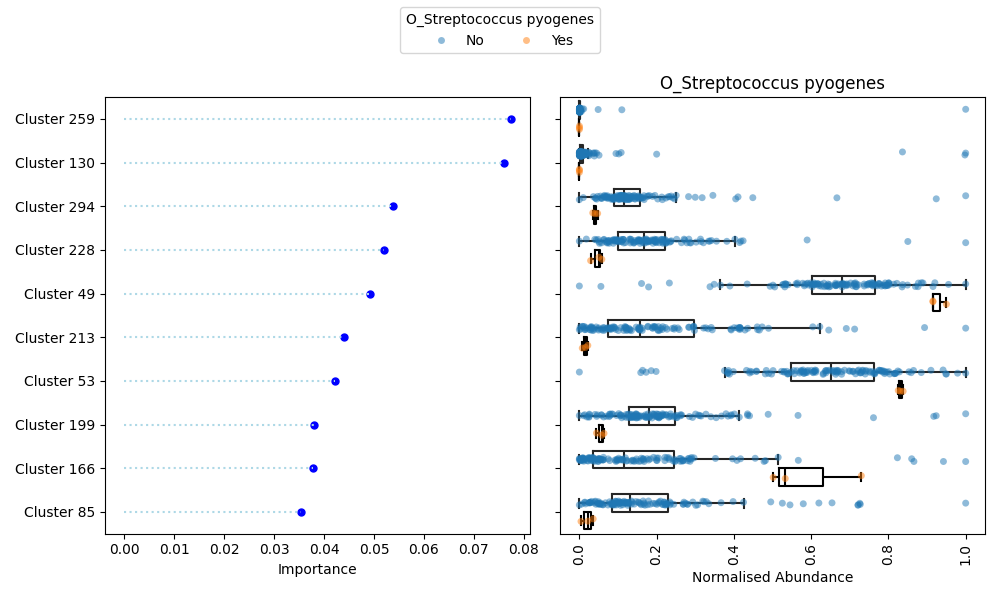 O_Streptococcus pyogenes
No Yes
O_Streptococcus pyogenes
Cluster 259
Cluster 130
Cluster 294
Cluster 228
Cluster 49
Cluster 213
Cluster 53
Cluster 199
Cluster 166
Cluster 85
0.00 0.01 0.02 0.03 0.04 0.05 0.06 0.07 0.08
Importance
0.0 0.2 0.4 0.6 0.8 1.0
Normalised Abundance